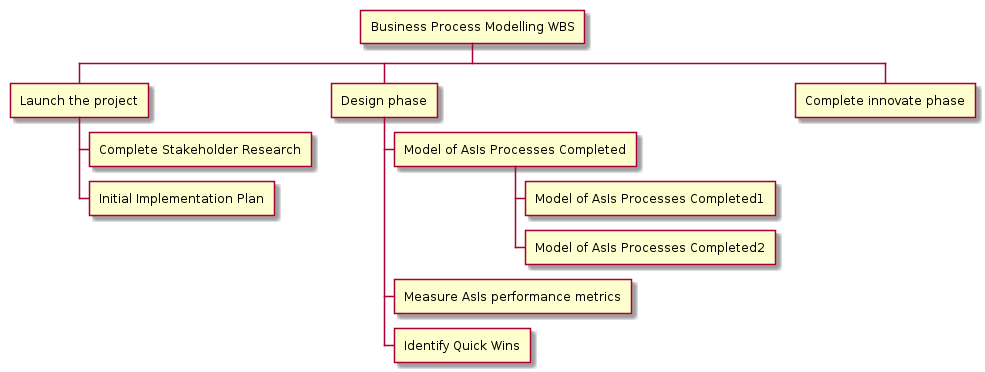 Business Process Modelling WBS
Launch the project
Design phase
Complete innovate phase
Complete Stakeholder Research
Initial Implementation Plan
Model of AsIs Processes Completed
Model of AsIs Processes Completed1
Model of AsIs Processes Completed2
Measure AsIs performance metrics
Identify Quick Wins